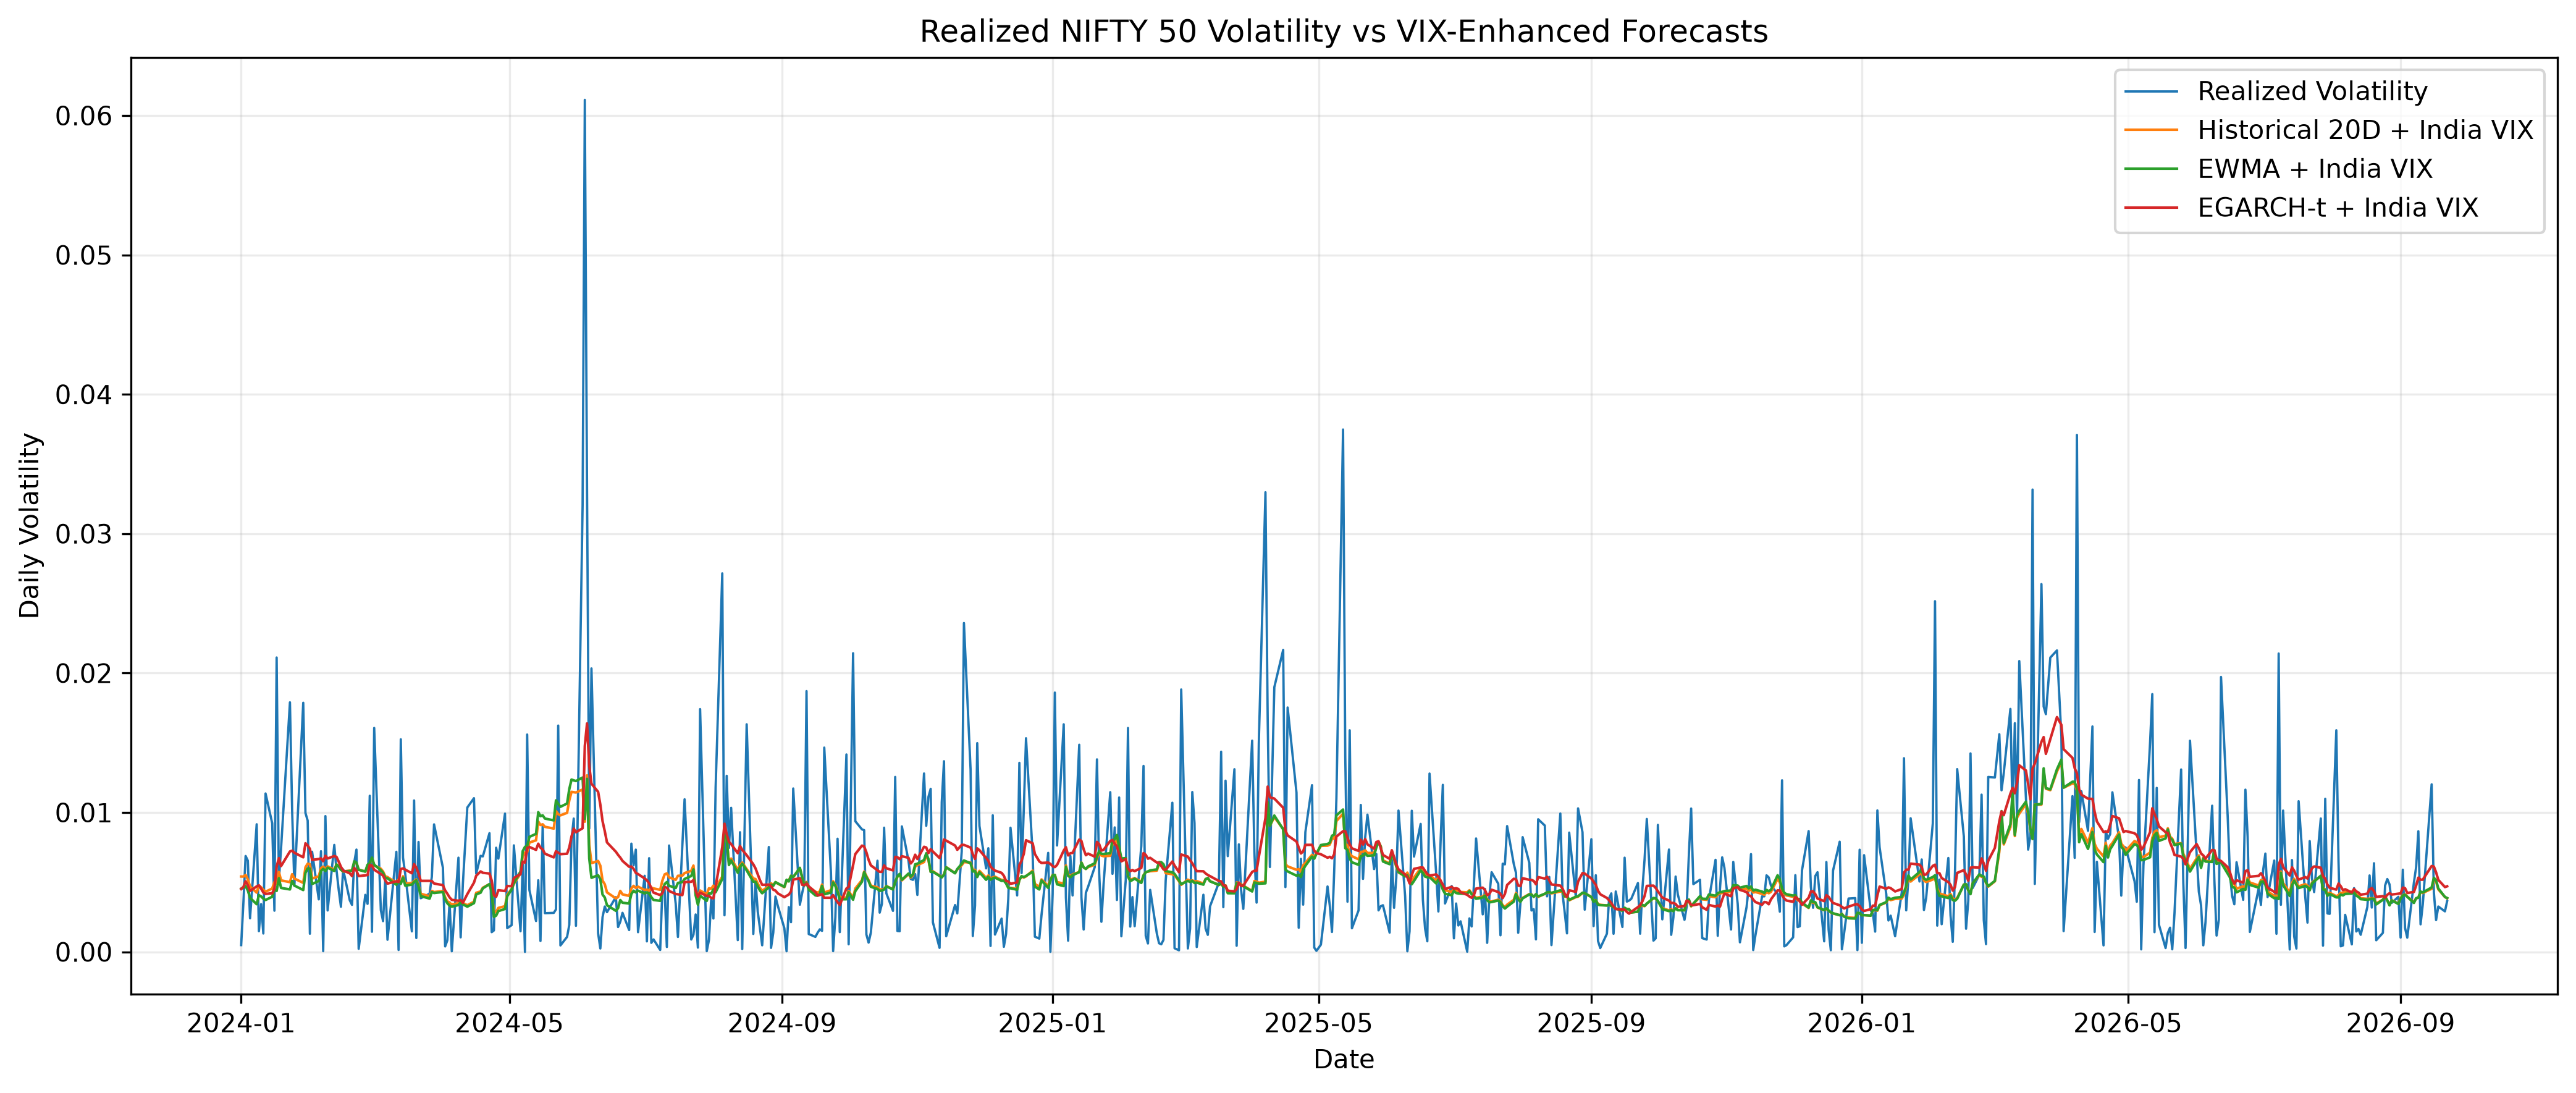 Realized NIFTY 50 Volatility vs VIX-Enhanced Forecasts
Realized Volatility
Historical 20D + India VIX
EWMA + India VIX
EGARCH-t + India VIX
Daily Volatility
0.06
0.05
0.04
0.03
0.02
0.01
0.00
2024-01
2024-05
2024-09
2025-01
2025-05
2025-09
2026-01
2026-05
2026-09
Date